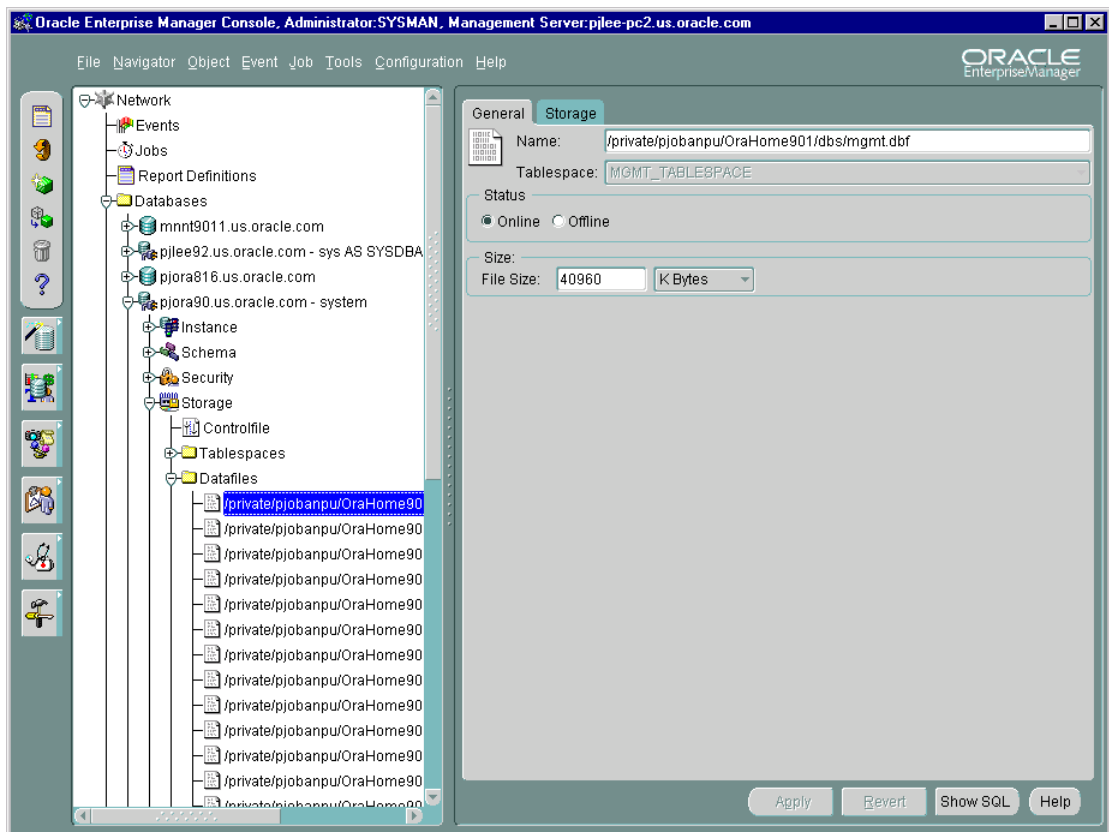 Oracle Enterprise Manager Console, Administrator:SYSMAN, Management Server:pjlee-pc2.us.oracle.com
File Navigator Object Event Job Tools Configuration Help
ORACLE
EnterpriseManager
Network
Events
Jobs
Report Definitions
Databases
mnnt9011.us.oracle.com
pjlee92.us.oracle.com - sys AS SYSDBA
pjora816.us.oracle.com
pjora90.us.oracle.com - system
Instance
Schema
Security
Storage
Controlfile
Tablespaces
Datafiles
/private/pjobanpu/OraHome90
/private/pjobanpu/OraHome90
/private/pjobanpu/OraHome90
/private/pjobanpu/OraHome90
/private/pjobanpu/OraHome90
/private/pjobanpu/OraHome90
/private/pjobanpu/OraHome90
/private/pjobanpu/OraHome90
/private/pjobanpu/OraHome90
/private/pjobanpu/OraHome90
/private/pjobanpu/OraHome90
/private/pjobanpu/OraHome90
/private/pjobanpu/OraHome90
General Storage
Name: /private/pjobanpu/OraHome901/dbs/mgmt.dbf
Tablespace: MGMT_TABLESPACE
Status
Online Offline
Size:
File Size: 40960 K Bytes
Apply Revert Show SQL Help